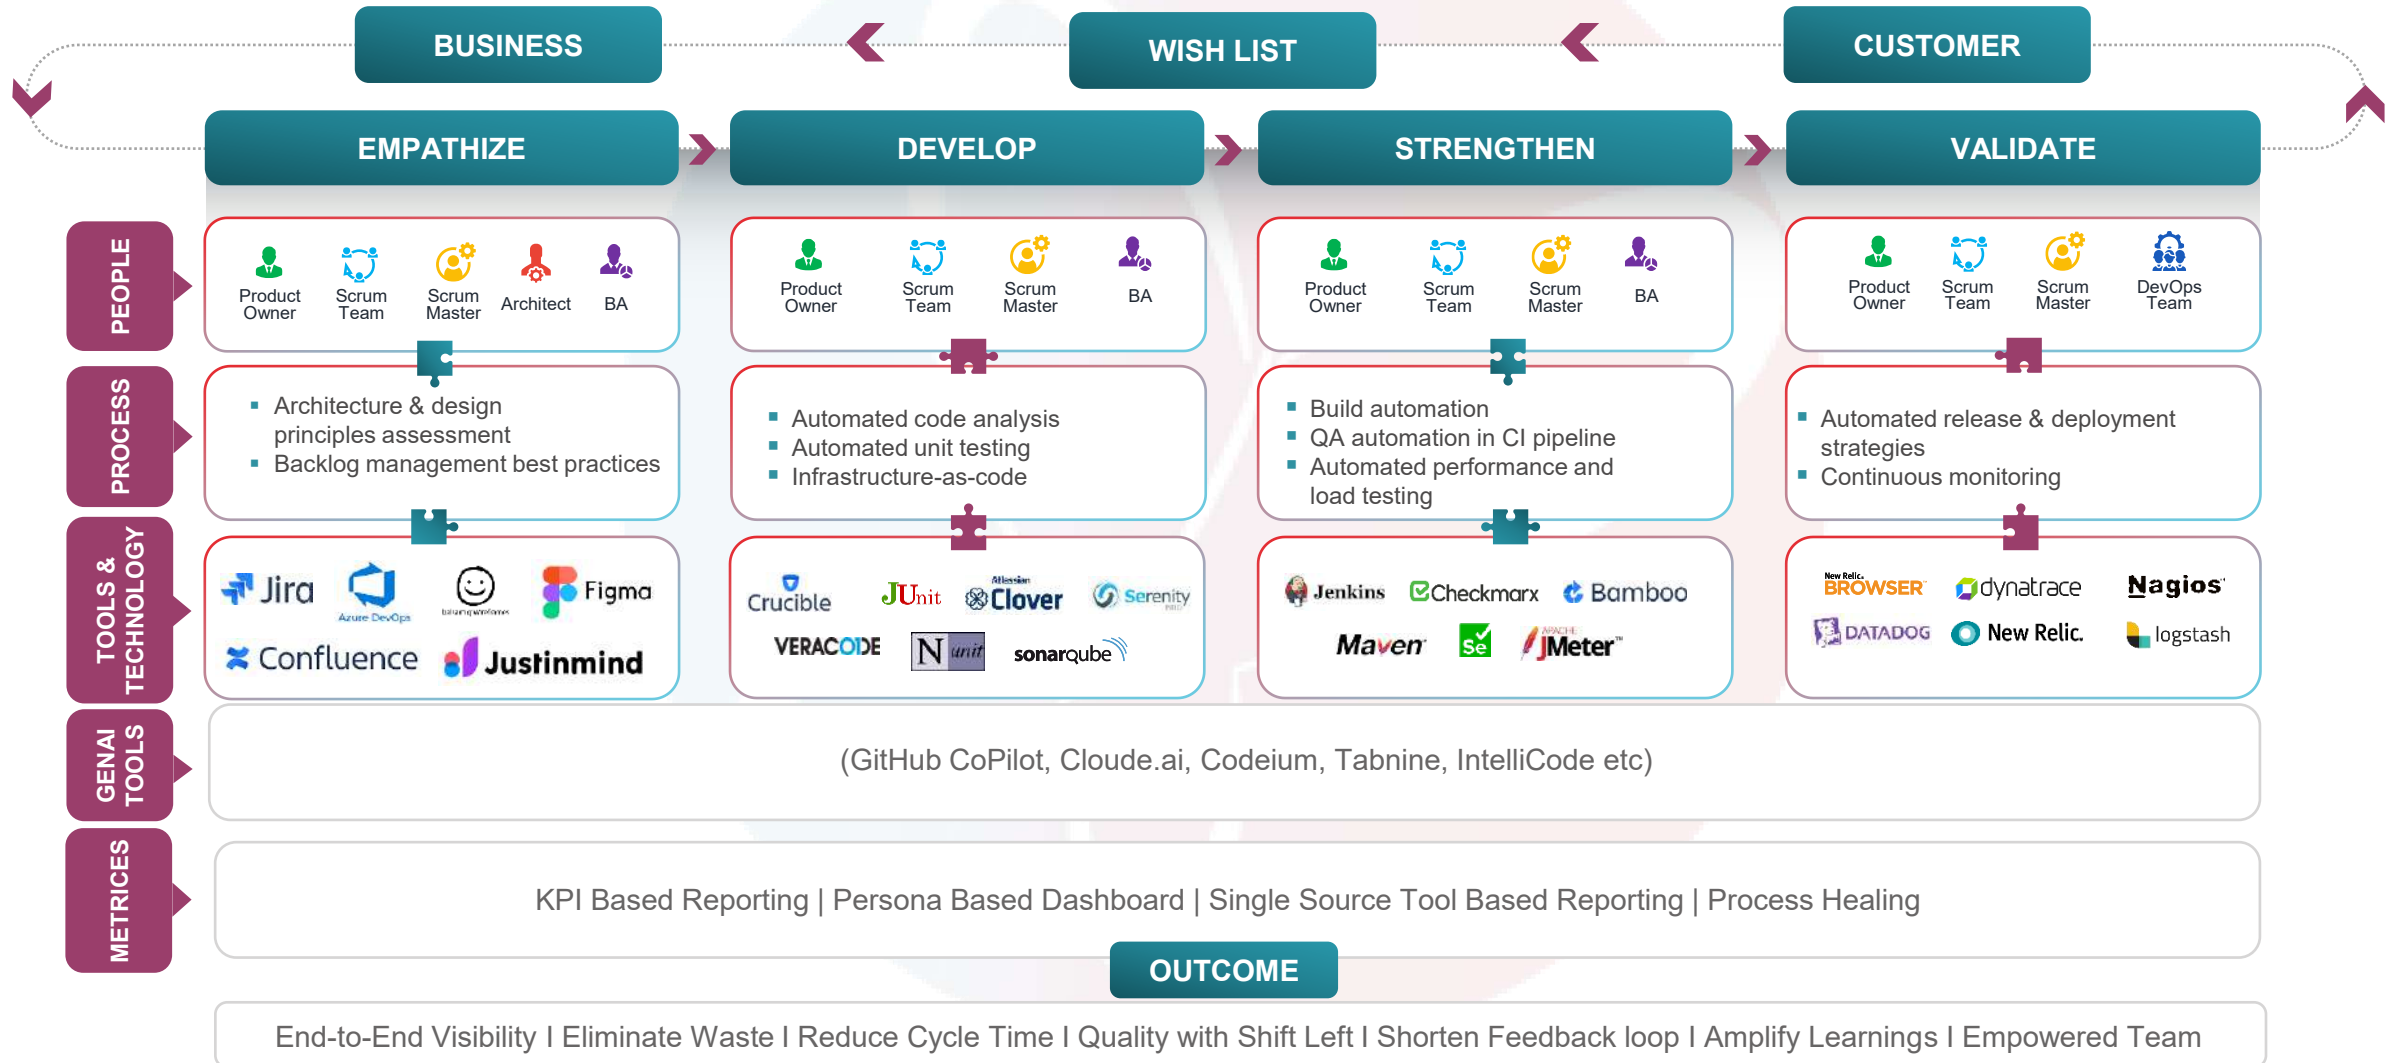 BUSINESS
WISH LIST
CUSTOMER
EMPATHIZE
DEVELOP
STRENGTHEN
VALIDATE
PEOPLE
Product
Owner
Scrum
Team
Scrum
Master
Architect
BA
Product
Owner
Scrum
Team
Scrum
Master
BA
Product
Owner
Scrum
Team
Scrum
Master
BA
Product
Owner
Scrum
Team
Scrum
Master
DevOps
Team
PROCESS
▪ Architecture & design
principles assessment
▪ Backlog management best practices
▪ Automated code analysis
▪ Automated unit testing
▪ Infrastructure-as-code
▪ Build automation
▪ QA automation in CI pipeline
▪ Automated performance and
load testing
▪ Automated release & deployment
strategies
▪ Continuous monitoring
TOOLS &
TECHNOLOGY
Jira
Azure DevOps
Figma
Confluence
Justinmind
Crucible
JUnit
Atlassian
Clover
Serenity
VERACODE
N unit
sonarqube
Jenkins
Checkmarx
Bamboo
Maven
Se
APACHE
JMeter™
New Relic.
BROWSER
dynatrace
Nagios
DATADOG
New Relic.
logstash
GENAI
TOOLS
(GitHub CoPilot, Cloude.ai, Codeium, Tabnine, IntelliCode etc)
METRICES
KPI Based Reporting | Persona Based Dashboard | Single Source Tool Based Reporting | Process Healing
OUTCOME
End-to-End Visibility I Eliminate Waste I Reduce Cycle Time I Quality with Shift Left I Shorten Feedback loop I Amplify Learnings I Empowered Team